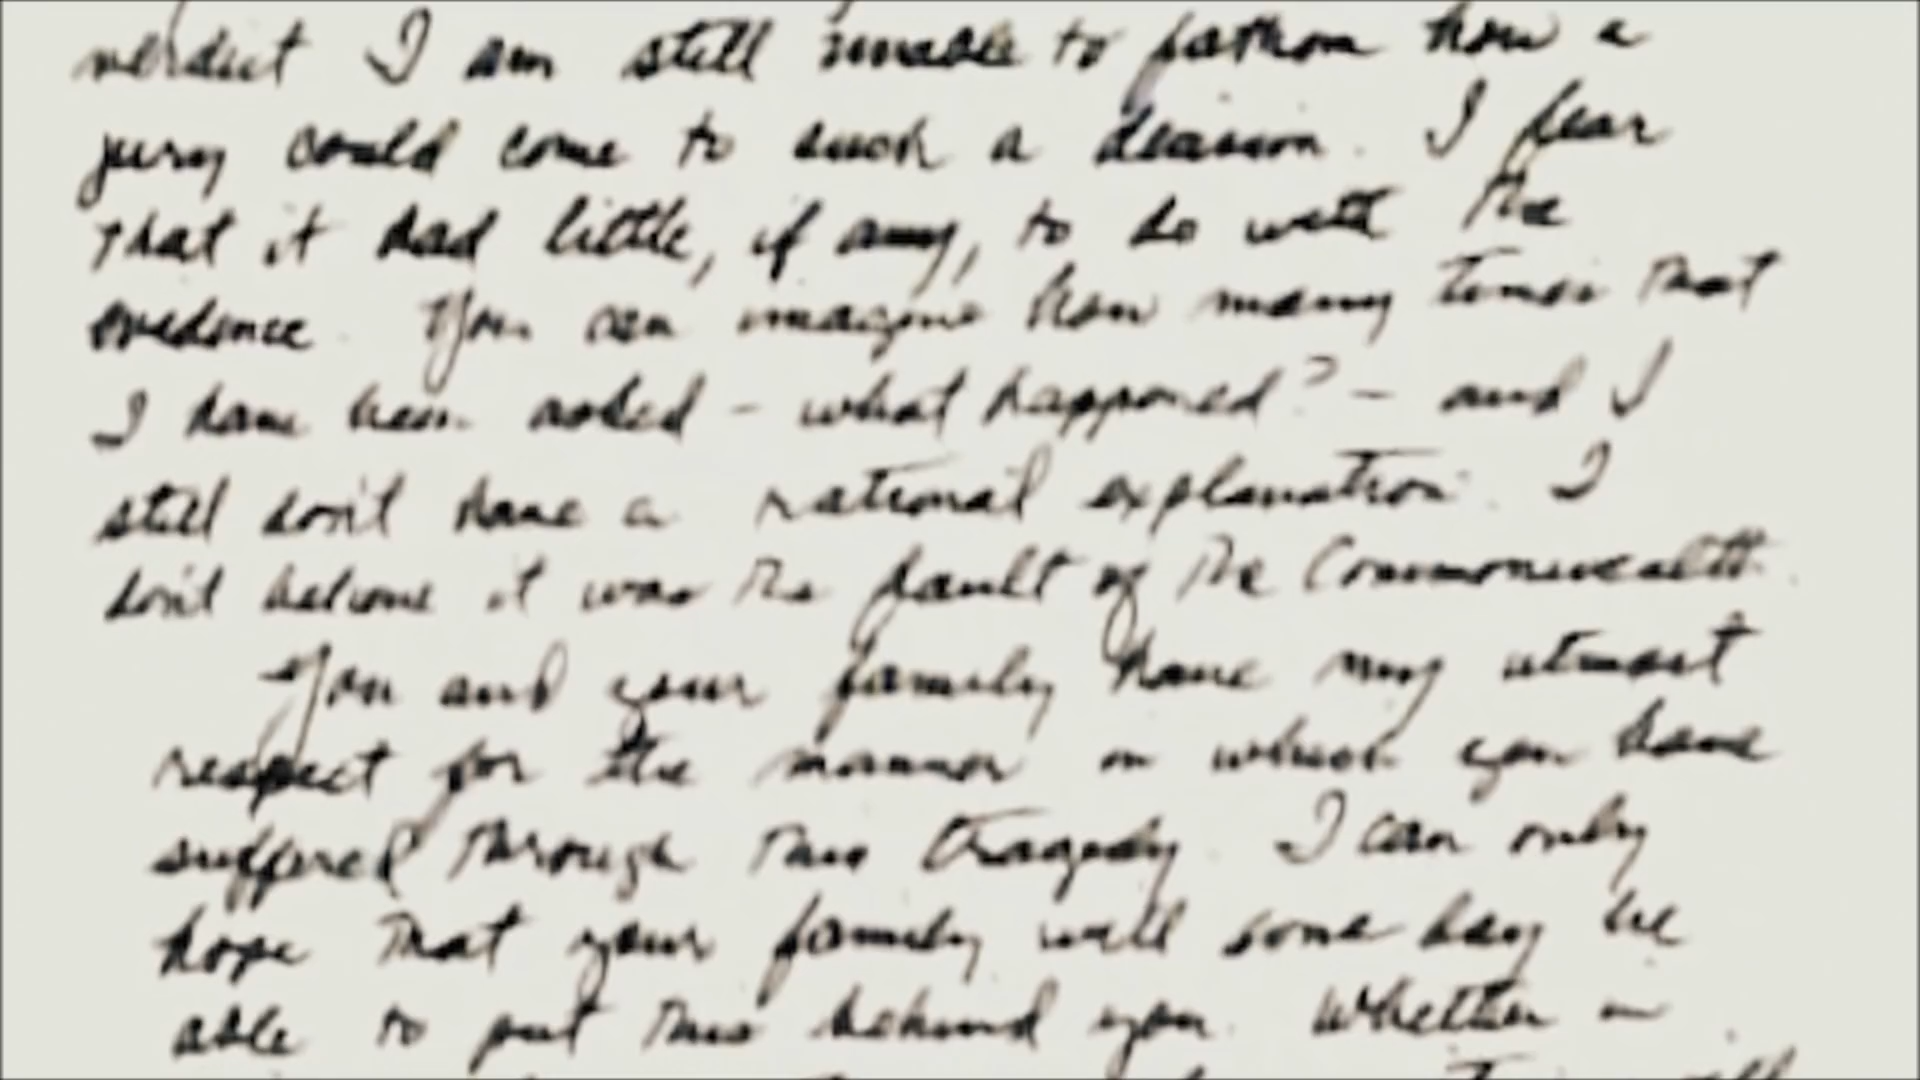 verdict I am still unable to fathom how a
jury could come to such a decision. I fear
that it had little, if any, to do with the
evidence. You can imagine how many times that
I have been asked - what happened? - and I
still don't have a rational explanation. I
don't believe it was the fault of the Commonwealth.
You and your family have my utmost
respect for the manner in which you have
suffered through this tragedy. I can only
hope that your family will some day be
able to put this behind you. Whether in